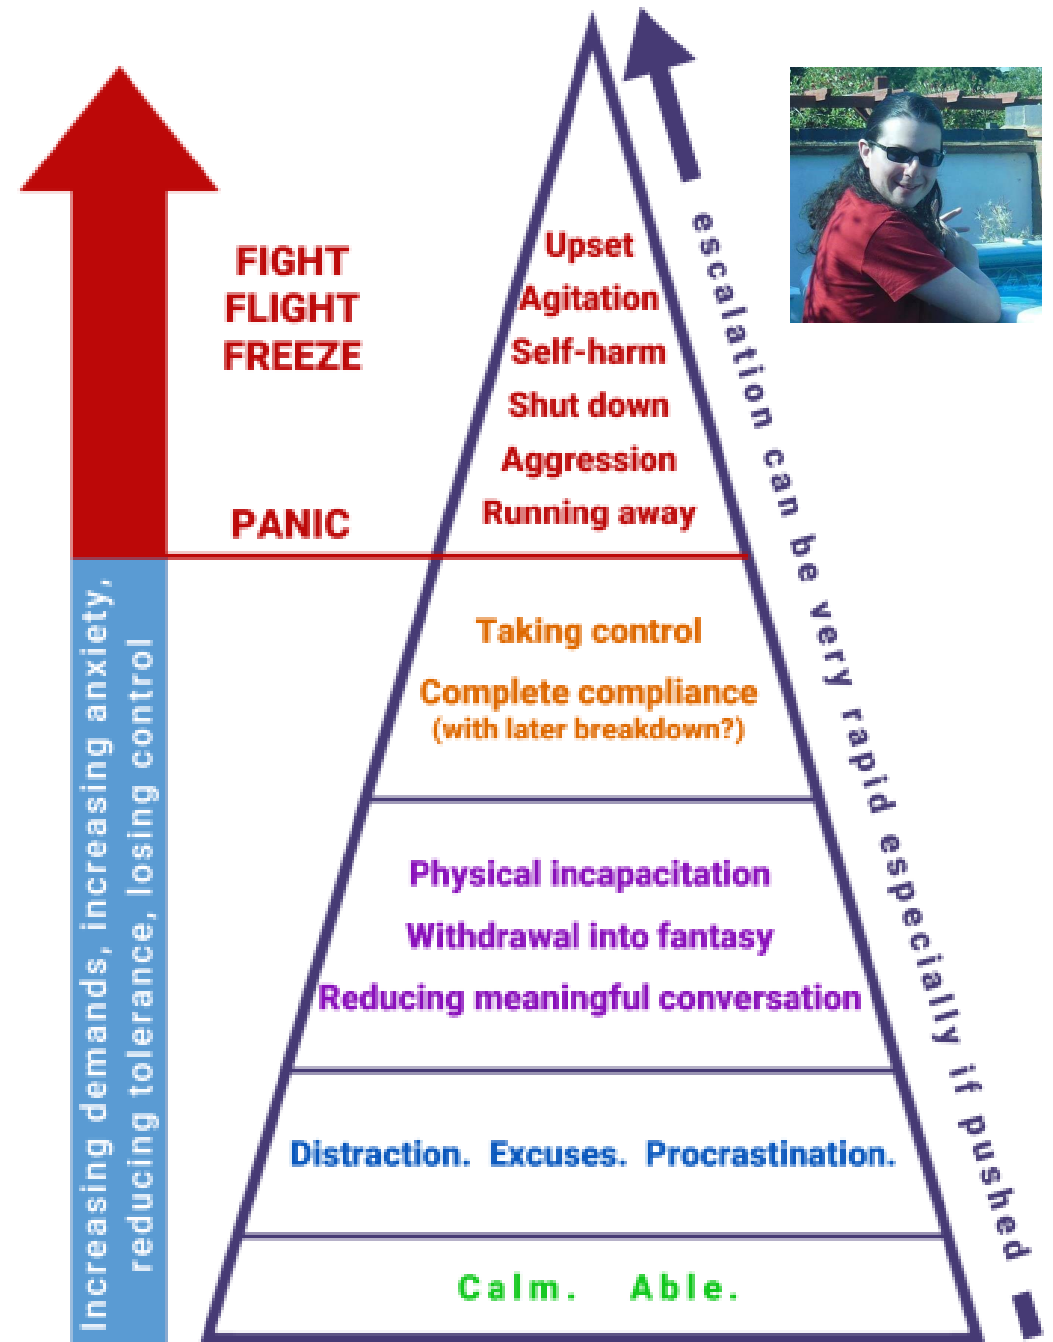 FIGHT
FLIGHT
FREEZE
PANIC
Increasing demands, increasing anxiety,
reducing tolerance, losing control
Upset
Agitation
Self-harm
Shut down
Aggression
Running away
Taking control
Complete compliance
(with later breakdown?)
Physical incapacitation
Withdrawal into fantasy
Reducing meaningful conversation
Distraction. Excuses. Procrastination.
Calm. Able.
escalation can be very rapid especially if pushed